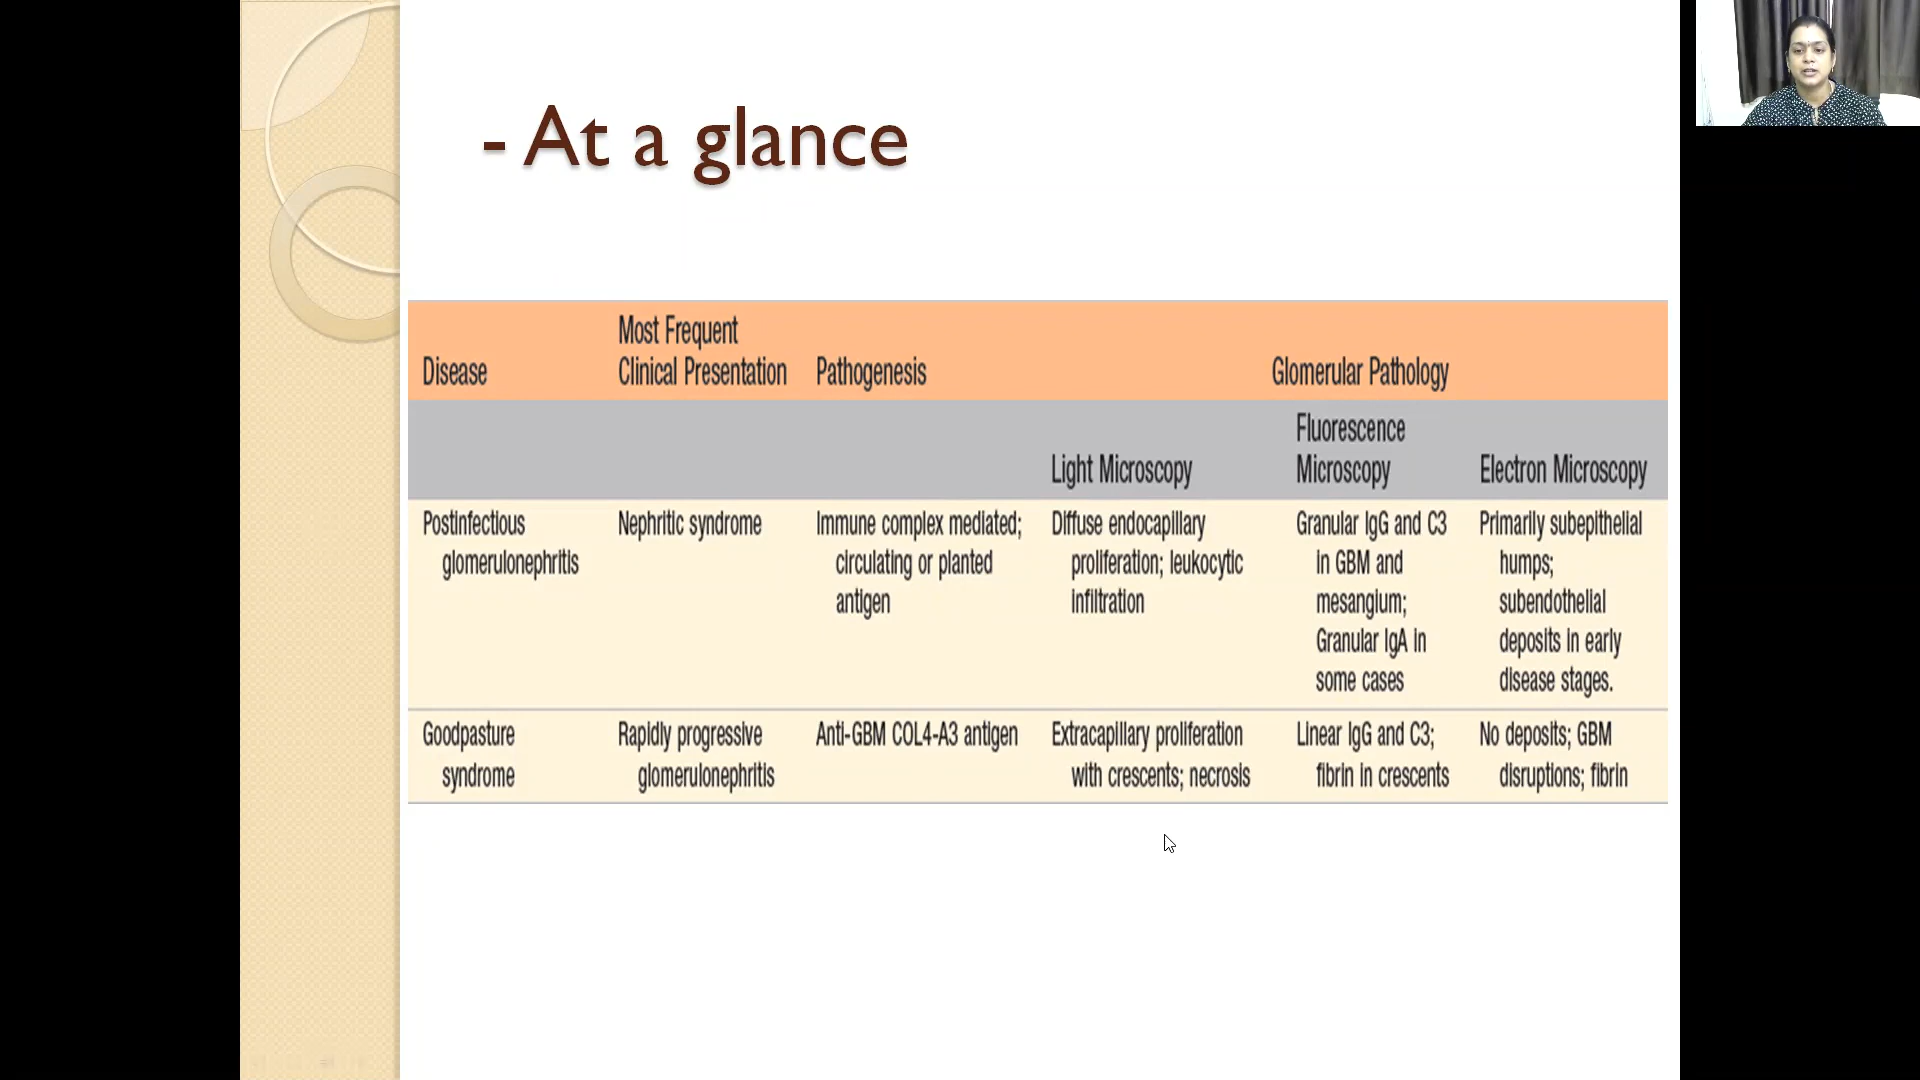 - At a glance
Most Frequent
Disease Clinical Presentation Pathogenesis Glomerular Pathology
Fluorescence
Light Microscopy Microscopy Electron Microscopy
Postinfectious Nephritic syndrome Immune complex mediated; Diffuse endocapillary Granular IgG and C3 Primarily subepithelial
glomerulonephritis circulating or planted proliferation; leukocytic in GBM and humps;
antigen infiltration mesangium; subendothelial
Granular IgA in deposits in early
some cases disease stages.
Goodpasture Rapidly progressive Anti-GBM COL4-A3 antigen Extracapillary proliferation Linear IgG and C3; No deposits; GBM
syndrome glomerulonephritis with crescents; necrosis fibrin in crescents disruptions; fibrin